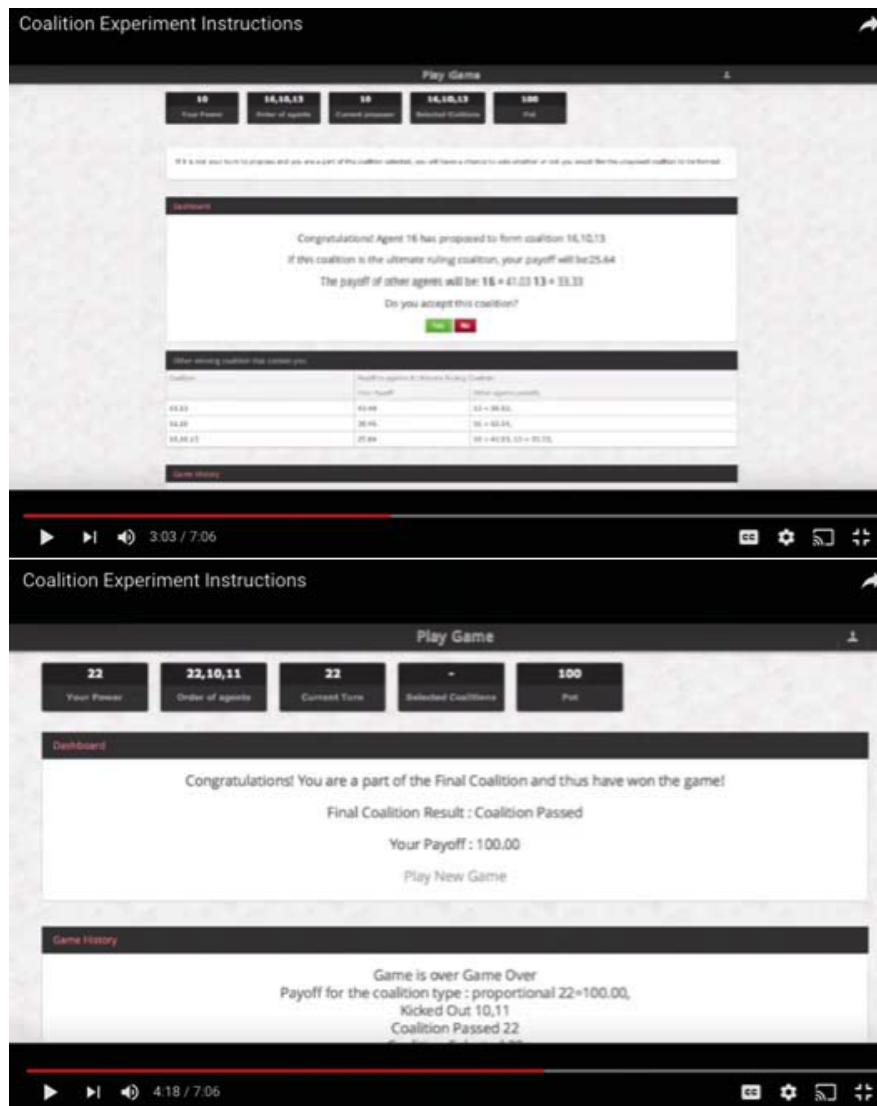 Coalition Experiment Instructions
Play Game
10 16,10,13 10 16,10,13 100
Your Power Order of agents Current proposer Selected Coalitions Pot
If it is not your turn to propose and you are a part of the coalition selected, you will have a chance to vote whether or not you would like the proposed coalition to be formed
Dashboard
Congratulations! Agent 16 has proposed to form coalition 16,10,13
If this coalition is the ultimate ruling coalition, your payoff will be:25.64
The payoff of other agents will be: 16 = 41.03 13 = 33.33
Do you accept this coalition?
Yes No
Other winning coalition that contain you
Coalition
Your Payoff
Game History
3:03 / 7:06
Coalition Experiment Instructions
Play Game
22 22,10,11 22 - 100
Your Power Order of agents Current Turn Selected Coalitions Pot
Dashboard
Congratulations! You are a part of the Final Coalition and thus have won the game!
Final Coalition Result : Coalition Passed
Your Payoff : 100.00
Play New Game
Game History
Game is over Game Over
Payoff for the coalition type : proportional 22=100.00,
Kicked Out 10,11
Coalition Passed 22
4:18 / 7:06